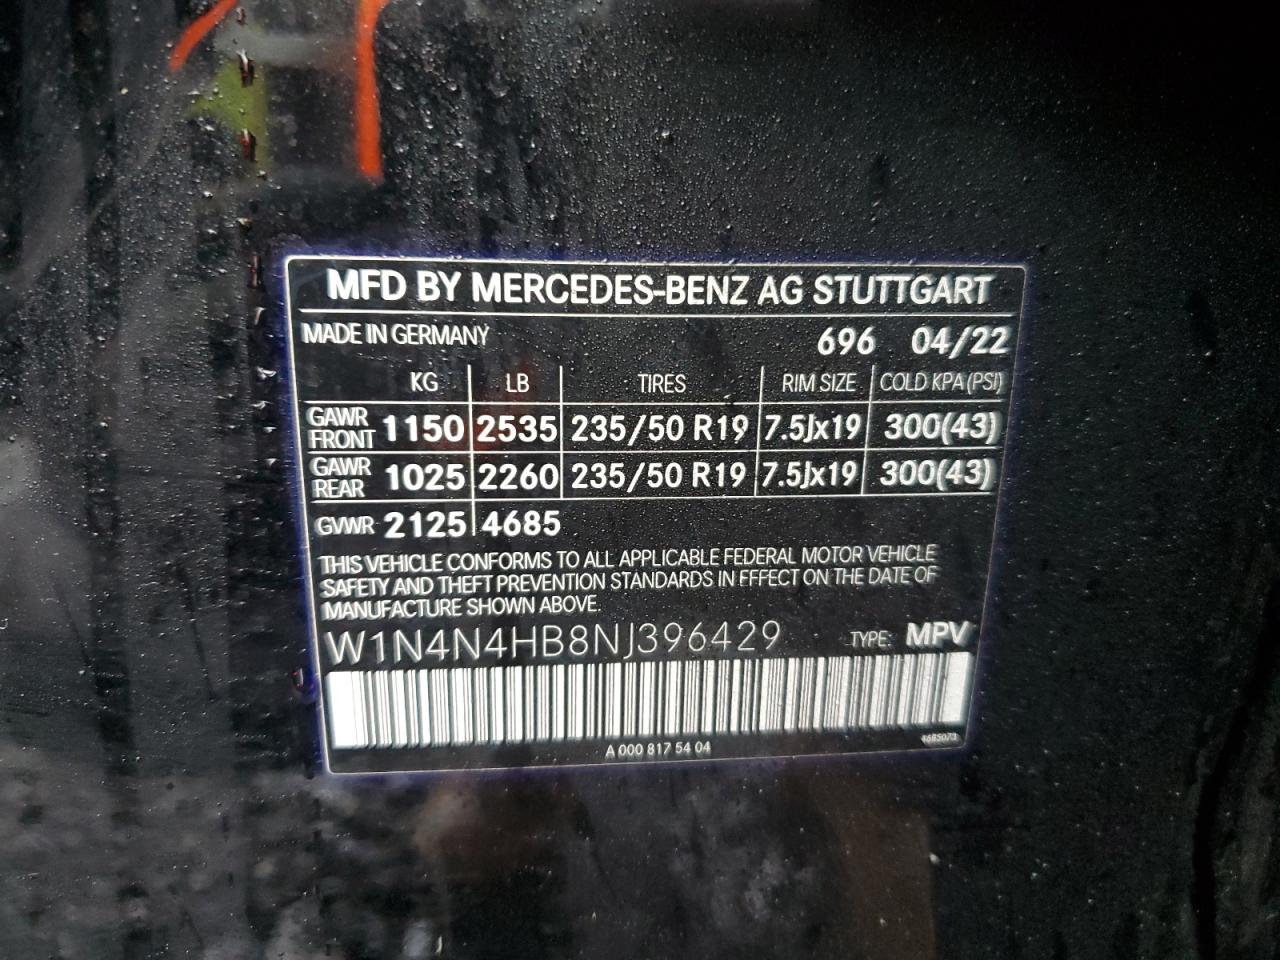 MFD BY MERCEDES-BENZ AG STUTTGART
MADE IN GERMANY 696 04/22
KG LB TIRES RIM SIZE COLD KPA (PSI)
GAWR FRONT 1150 2535 235/50 R19 7.5Jx19 300(43)
GAWR REAR 1025 2260 235/50 R19 7.5Jx19 300(43)
GVWR 2125 4685
THIS VEHICLE CONFORMS TO ALL APPLICABLE FEDERAL MOTOR VEHICLE
SAFETY AND THEFT PREVENTION STANDARDS IN EFFECT ON THE DATE OF
MANUFACTURE SHOWN ABOVE.
W1N4N4HB8NJ396429 TYPE: MPV
A 000 817 54 04 4685073